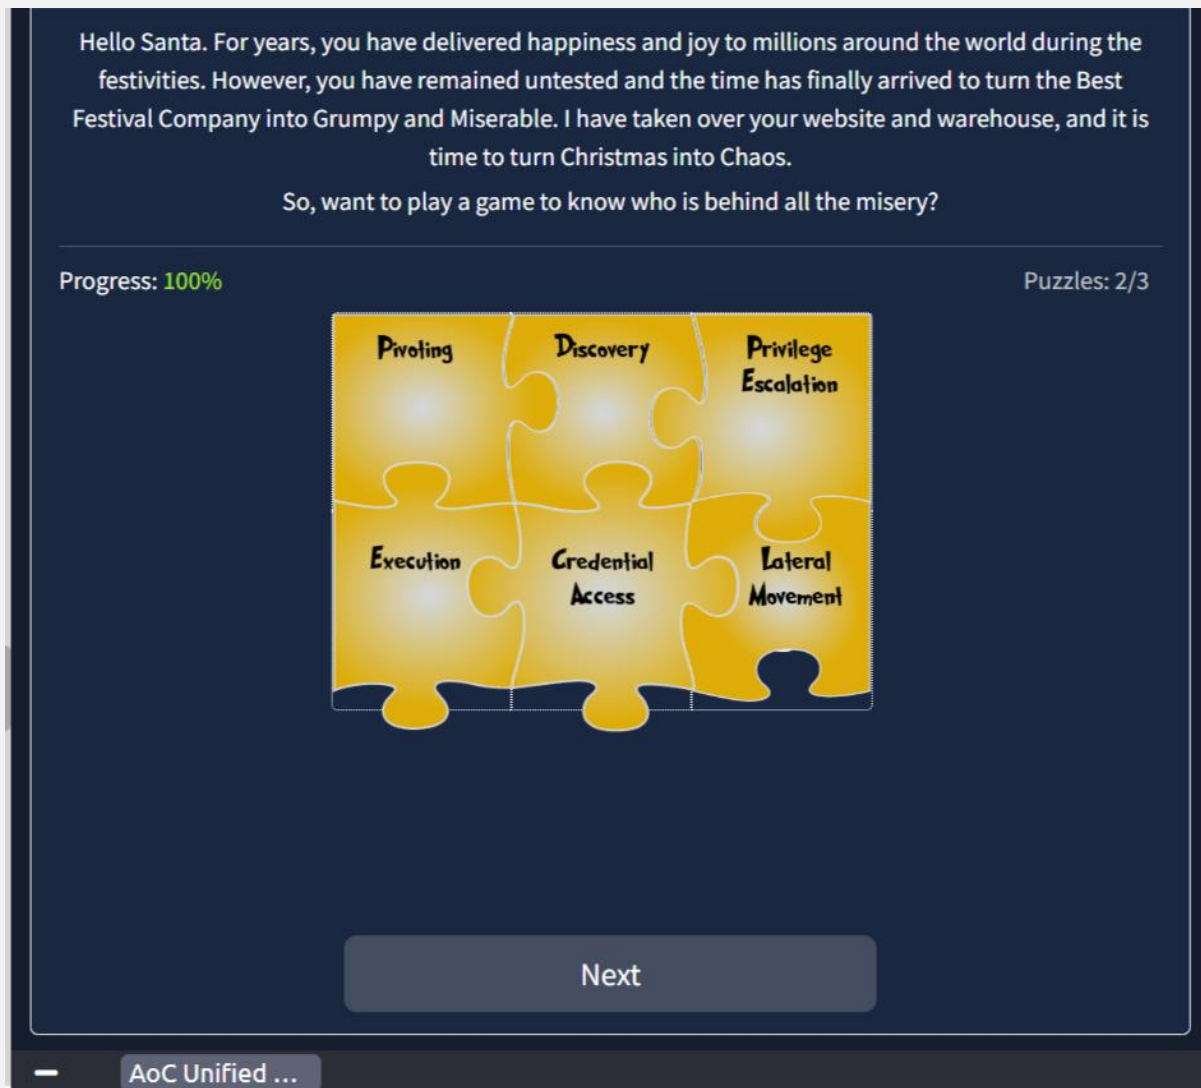 Hello Santa. For years, you have delivered happiness and joy to millions around the world during the
festivities. However, you have remained untested and the time has finally arrived to turn the Best
Festival Company into Grumpy and Miserable. I have taken over your website and warehouse, and it is
time to turn Christmas into Chaos.
So, want to play a game to know who is behind all the misery?
Progress: 100%
Puzzles: 2/3
Pivoting
Discovery
Privilege
Escalation
Execution
Credential
Access
Lateral
Movement
Next
AoC Unified ...